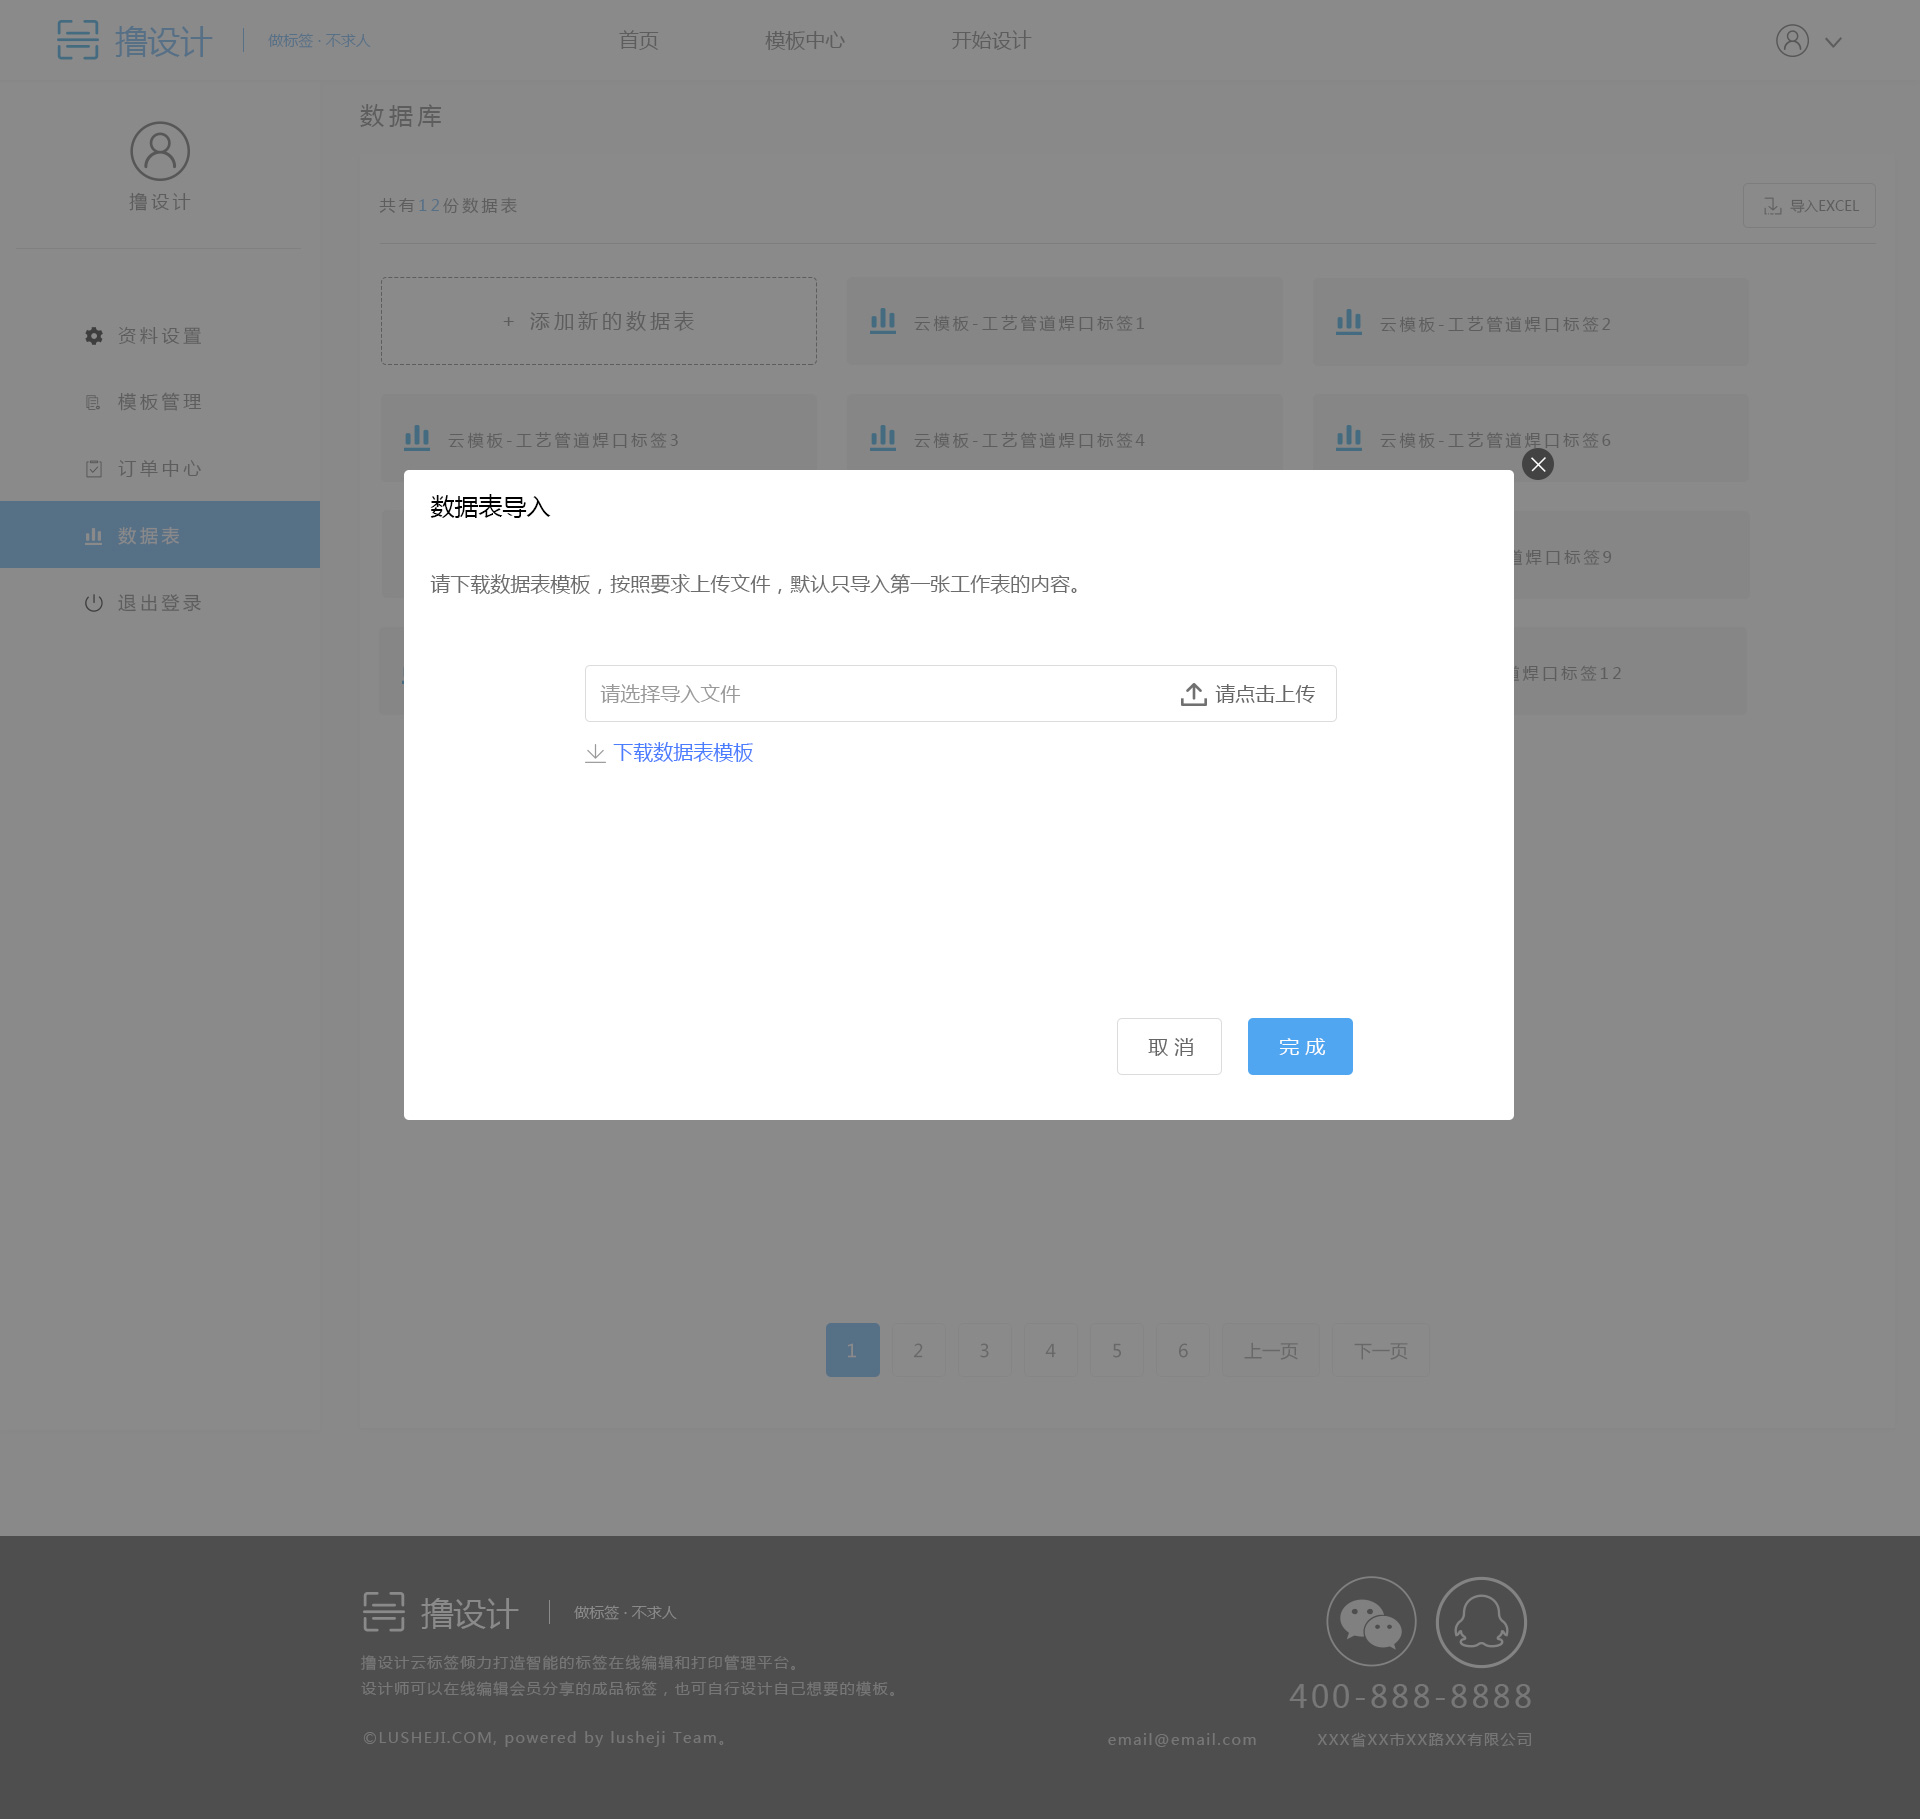 撸设计
做标签 · 不求人
首页
模板中心
开始设计
撸设计
资料设置
模板管理
订单中心
数据表
退出登录
数据库
共有12份数据表
导入EXCEL
+ 添加新的数据表
云模板-工艺管道焊口标签1
云模板-工艺管道焊口标签2
云模板-工艺管道焊口标签3
云模板-工艺管道焊口标签4
云模板-工艺管道焊口标签6
数据表导入
请下载数据表模板，按照要求上传文件，默认只导入第一张工作表的内容。
道焊口标签9
请选择导入文件
请点击上传
焊口标签12
下载数据表模板
取 消
完 成
1 2 3 4 5 6 上一页 下一页
撸设计
做标签 · 不求人
撸设计云标签倾力打造智能的标签在线编辑和打印管理平台。
设计师可以在线编辑会员分享的成品标签，也可自行设计自己想要的模板。
©LUSHEJI.COM, powered by lusheji Team。
400-888-8888
email@email.com
XXX省XX市XX路XX有限公司